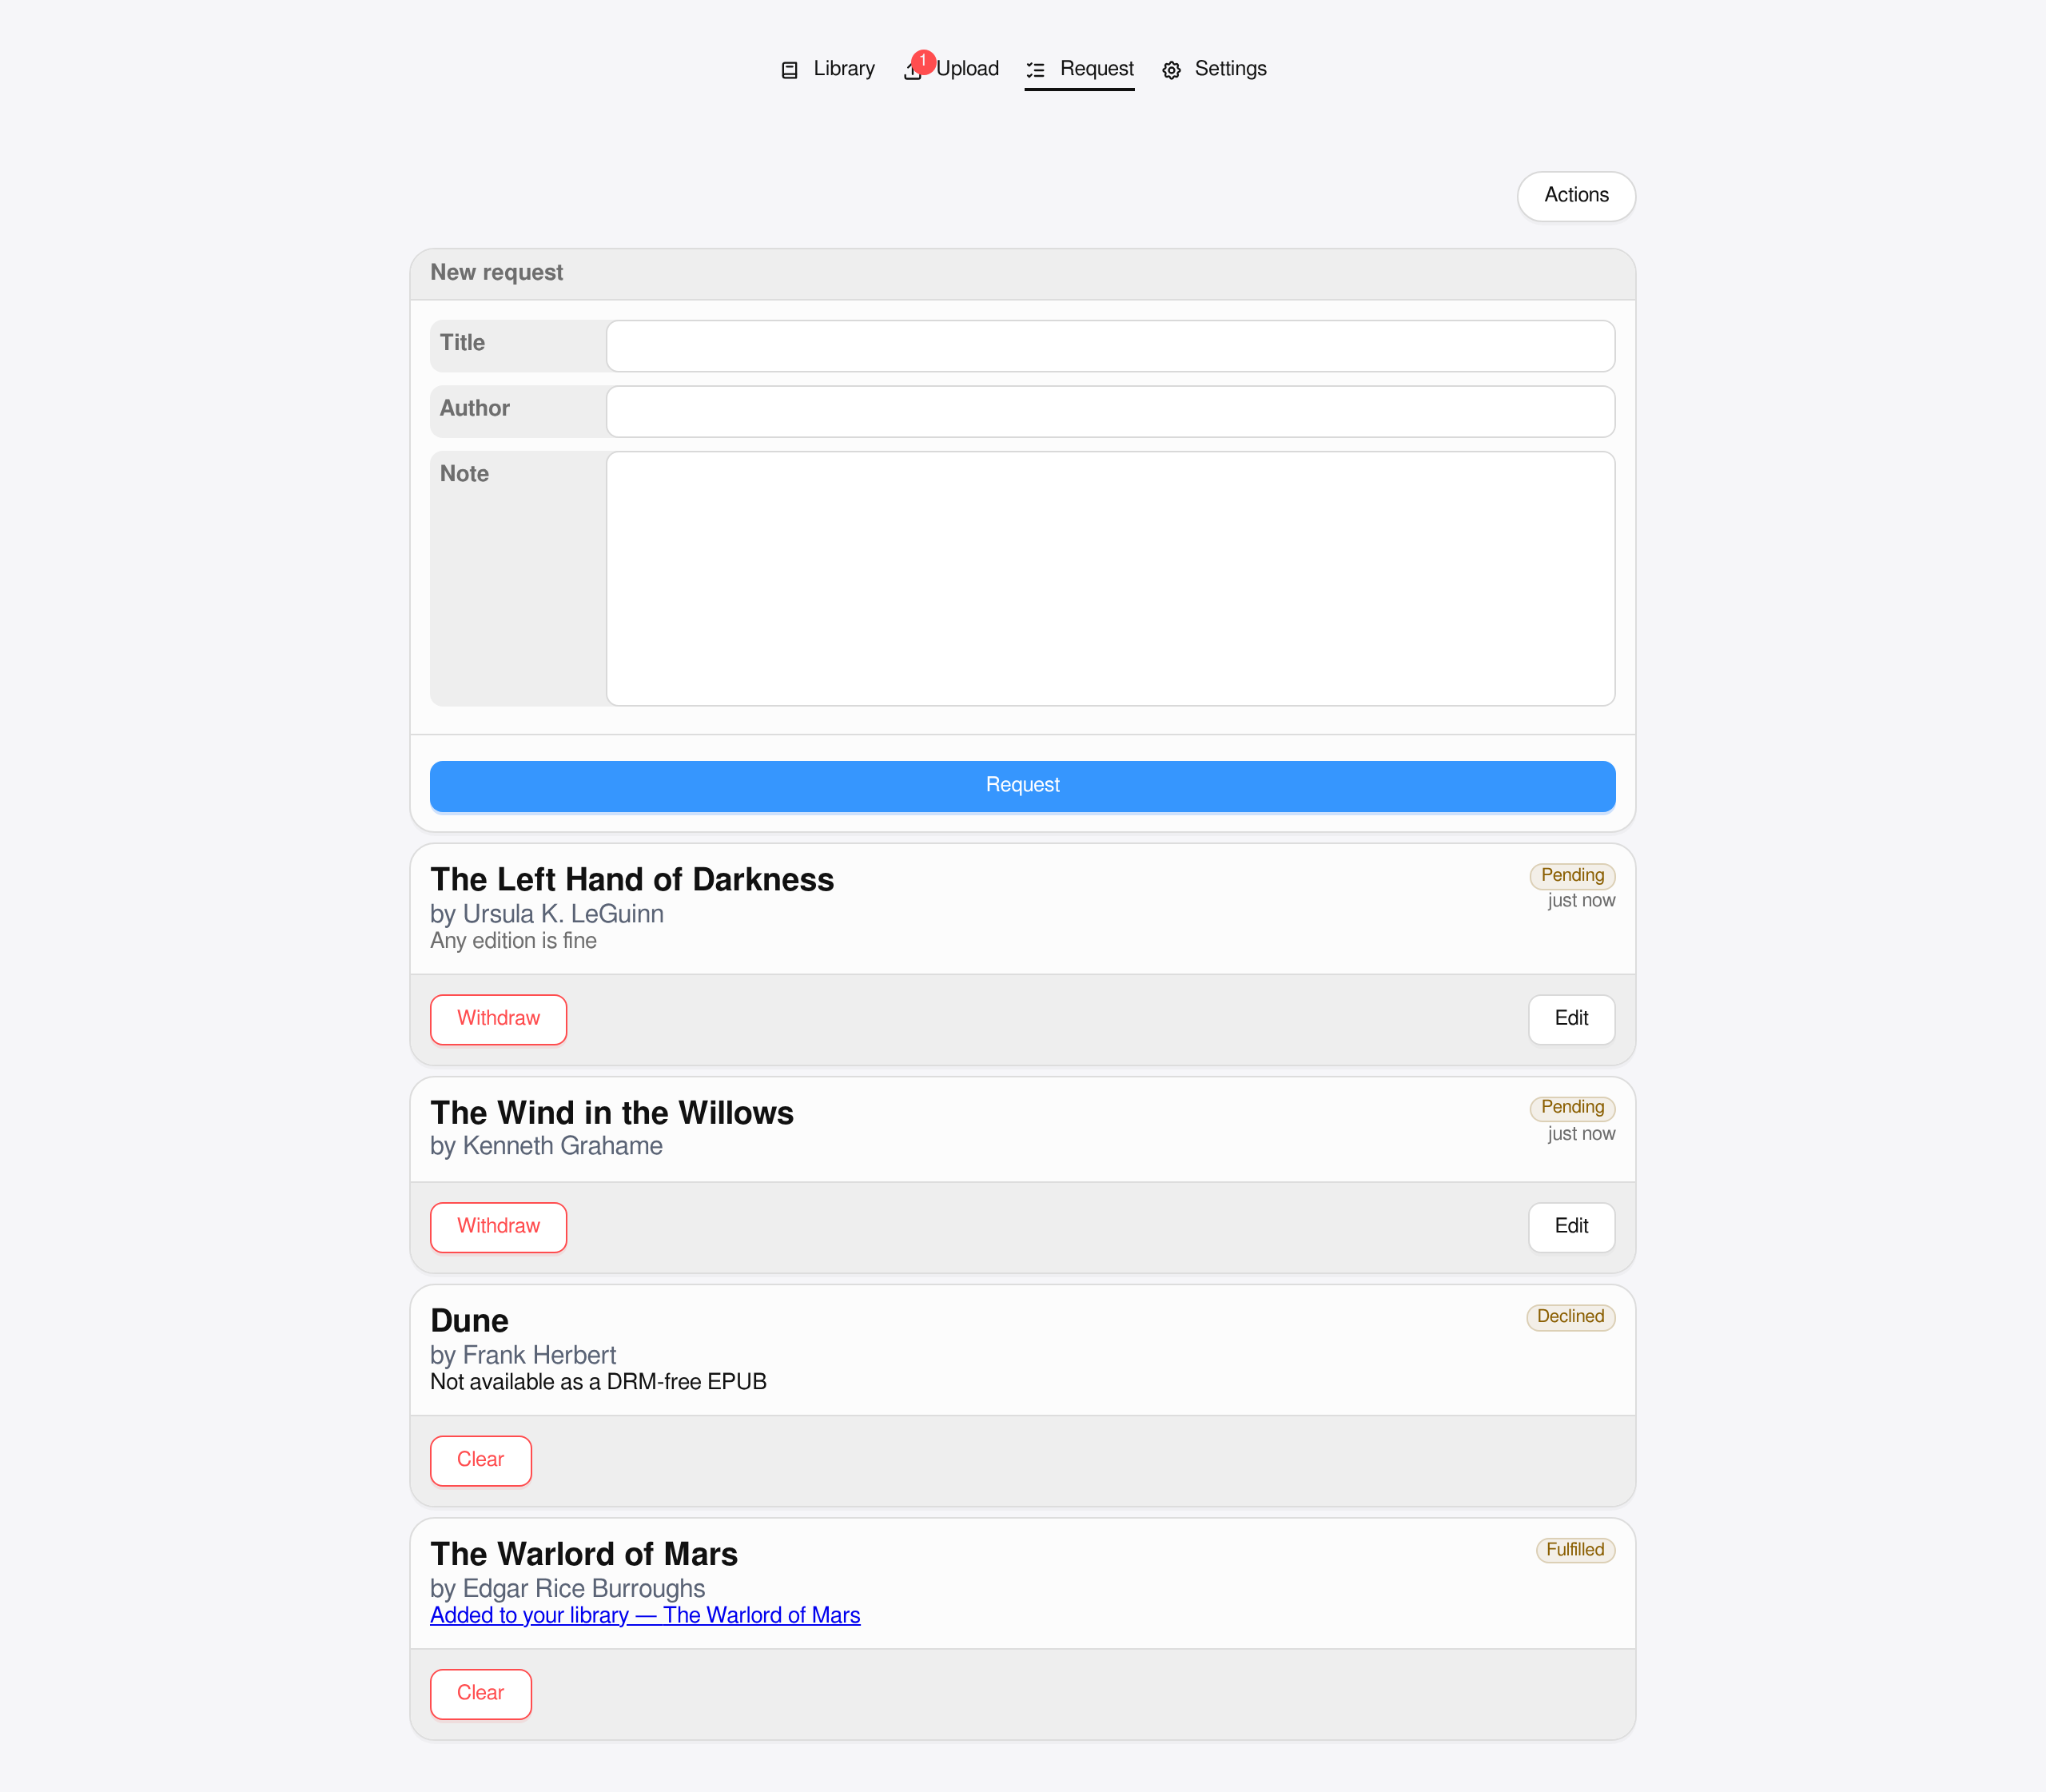 Library
1
Upload
Request
Settings
Actions
New request
Title
Author
Note
Request
The Left Hand of Darkness
Pending
by Ursula K. LeGuinn
just now
Any edition is fine
Withdraw
Edit
The Wind in the Willows
Pending
by Kenneth Grahame
just now
Withdraw
Edit
Dune
Declined
by Frank Herbert
Not available as a DRM-free EPUB
Clear
The Warlord of Mars
Fulfilled
by Edgar Rice Burroughs
Added to your library — The Warlord of Mars
Clear